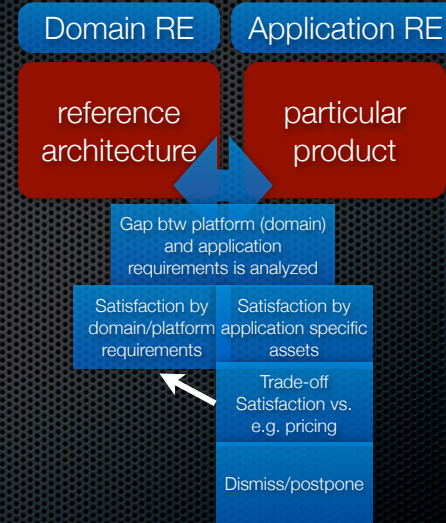 Domain RE
Application RE
reference
architecture
particular
product
Gap btw platform (domain)
and application
requirements is analyzed
Satisfaction by
domain/platform
requirements
Satisfaction by
application specific
assets
Trade-off
Satisfaction vs.
e.g. pricing
Dismiss/postpone